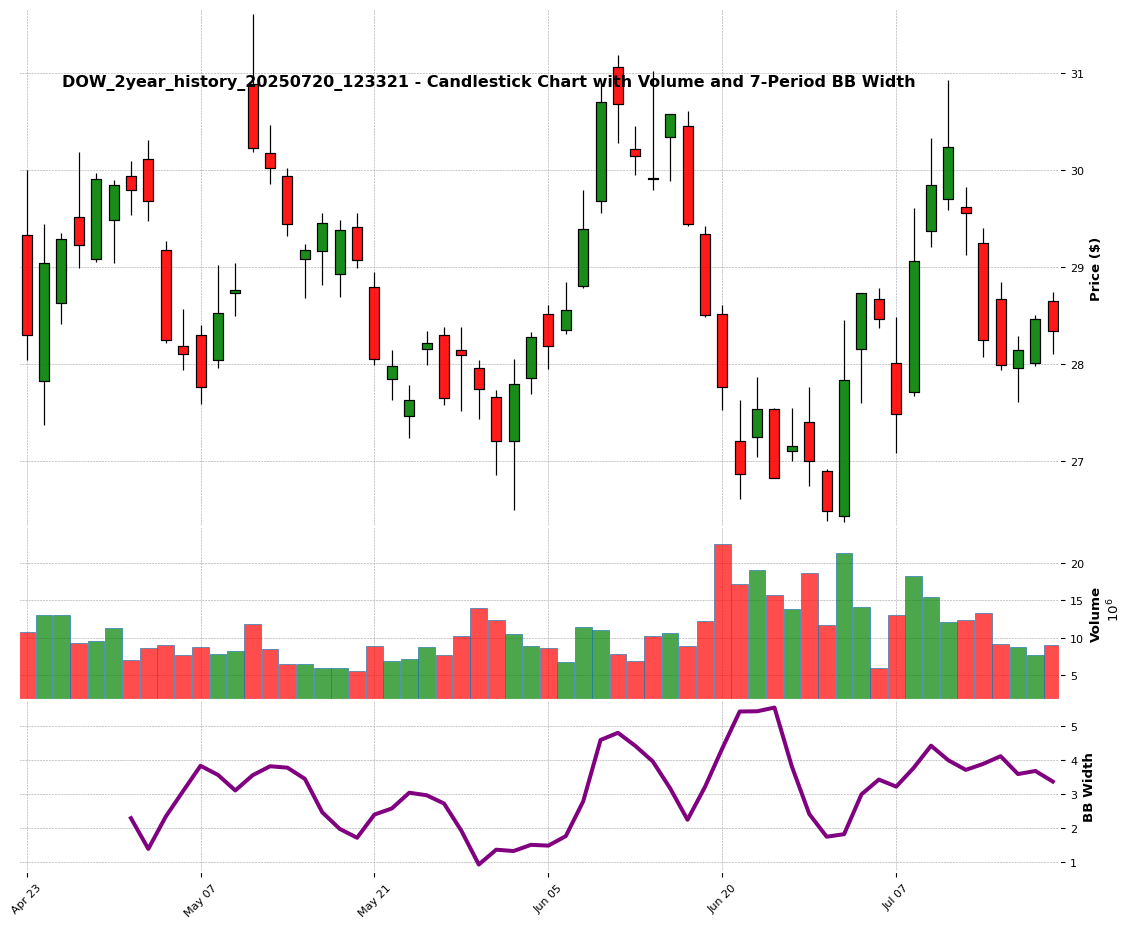 DOW_2year_history_20250720_123321 - Candlestick Chart with Volume and 7-Period BB Width
31
30
29
28
27
Price ($)
20
15
10
5
Volume
10^6
5
4
3
2
1
BB Width
Apr 23
May 07
May 21
Jun 05
Jun 20
Jul 07